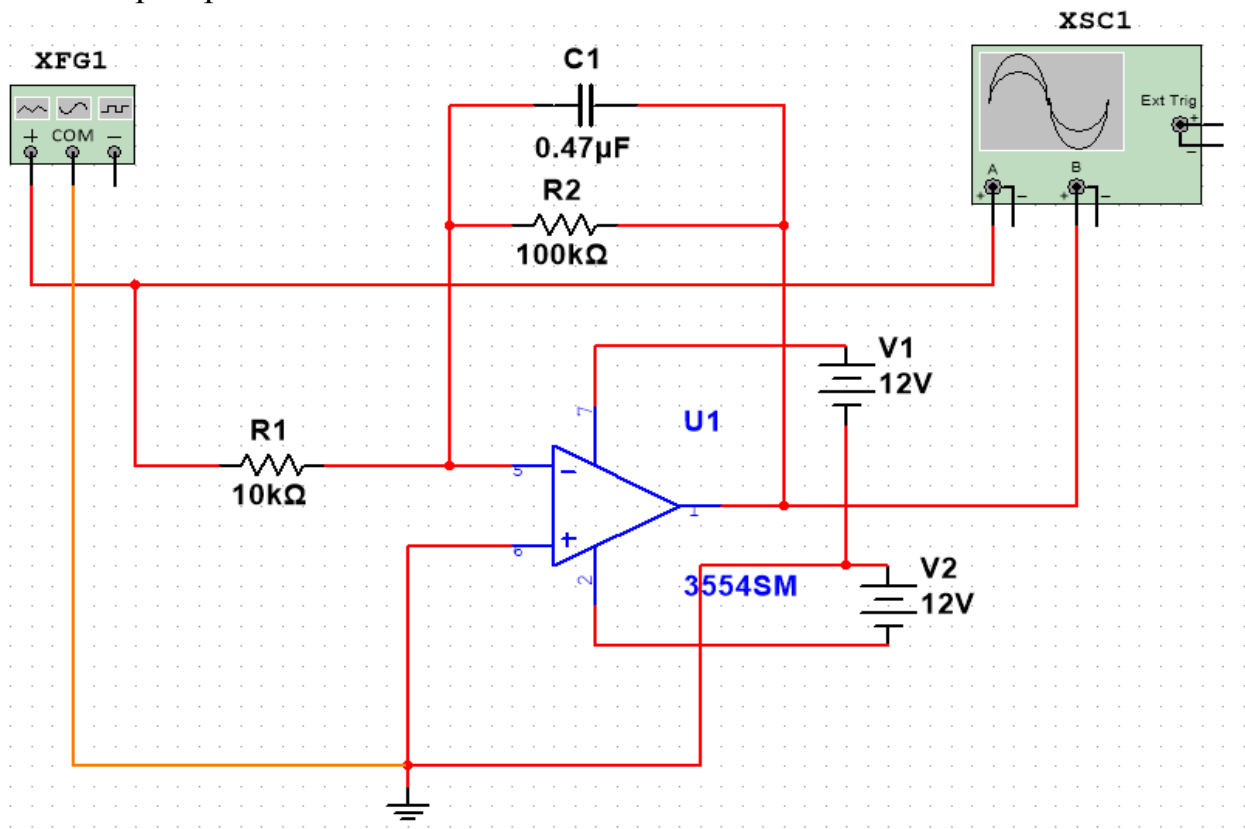 XSC1
XFG1
C1
Ext Trig
+
+ COM −
0.47µF
−
A B
R2
+ − + −
100kΩ
V1
12V
7
U1
R1
5
−
10kΩ
1
+
6
V2
2
3554SM
12V